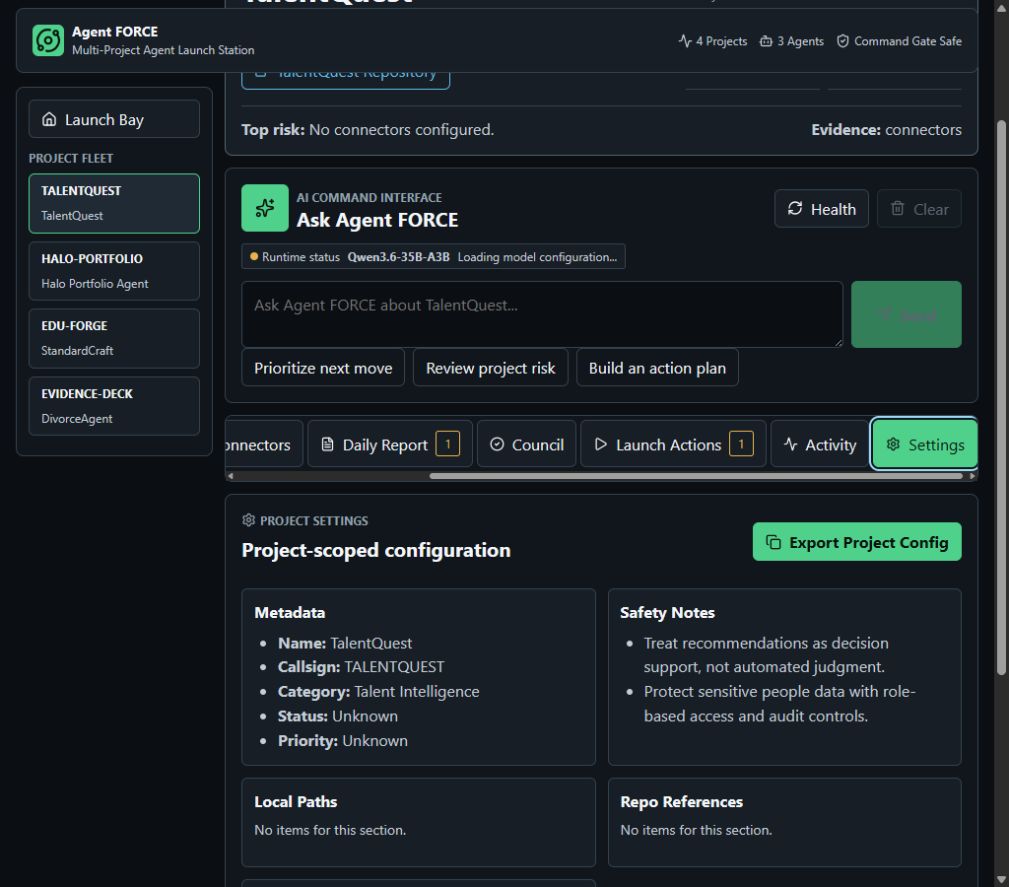 TalentQuest
Agent FORCE
Multi-Project Agent Launch Station
4 Projects
3 Agents
Command Gate Safe
TalentQuest Repository
Launch Bay
PROJECT FLEET
TALENTQUEST
TalentQuest
HALO-PORTFOLIO
Halo Portfolio Agent
EDU-FORGE
StandardCraft
EVIDENCE-DECK
DivorceAgent
Top risk: No connectors configured.
Evidence: connectors
AI COMMAND INTERFACE
Ask Agent FORCE
Health
Clear
Runtime status Qwen3.6-35B-A3B Loading model configuration...
Ask Agent FORCE about TalentQuest...
Send
Prioritize next move
Review project risk
Build an action plan
onnectors
Daily Report 1
Council
Launch Actions 1
Activity
Settings
PROJECT SETTINGS
Project-scoped configuration
Export Project Config
Metadata
• Name: TalentQuest
• Callsign: TALENTQUEST
• Category: Talent Intelligence
• Status: Unknown
• Priority: Unknown
Safety Notes
• Treat recommendations as decision
support, not automated judgment.
• Protect sensitive people data with role-
based access and audit controls.
Local Paths
No items for this section.
Repo References
No items for this section.